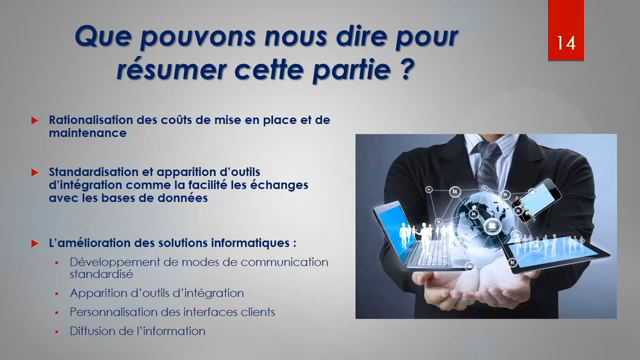 Que pouvons nous dire pour
résumer cette partie ?
14
Rationalisation des coûts de mise en place et de
maintenance
Standardisation et apparition d'outils
d'intégration comme la facilité les échanges
avec les bases de données
L'amélioration des solutions informatiques :
Développement de modes de communication
standardisé
Apparition d'outils d'intégration
Personnalisation des interfaces clients
Diffusion de l'information